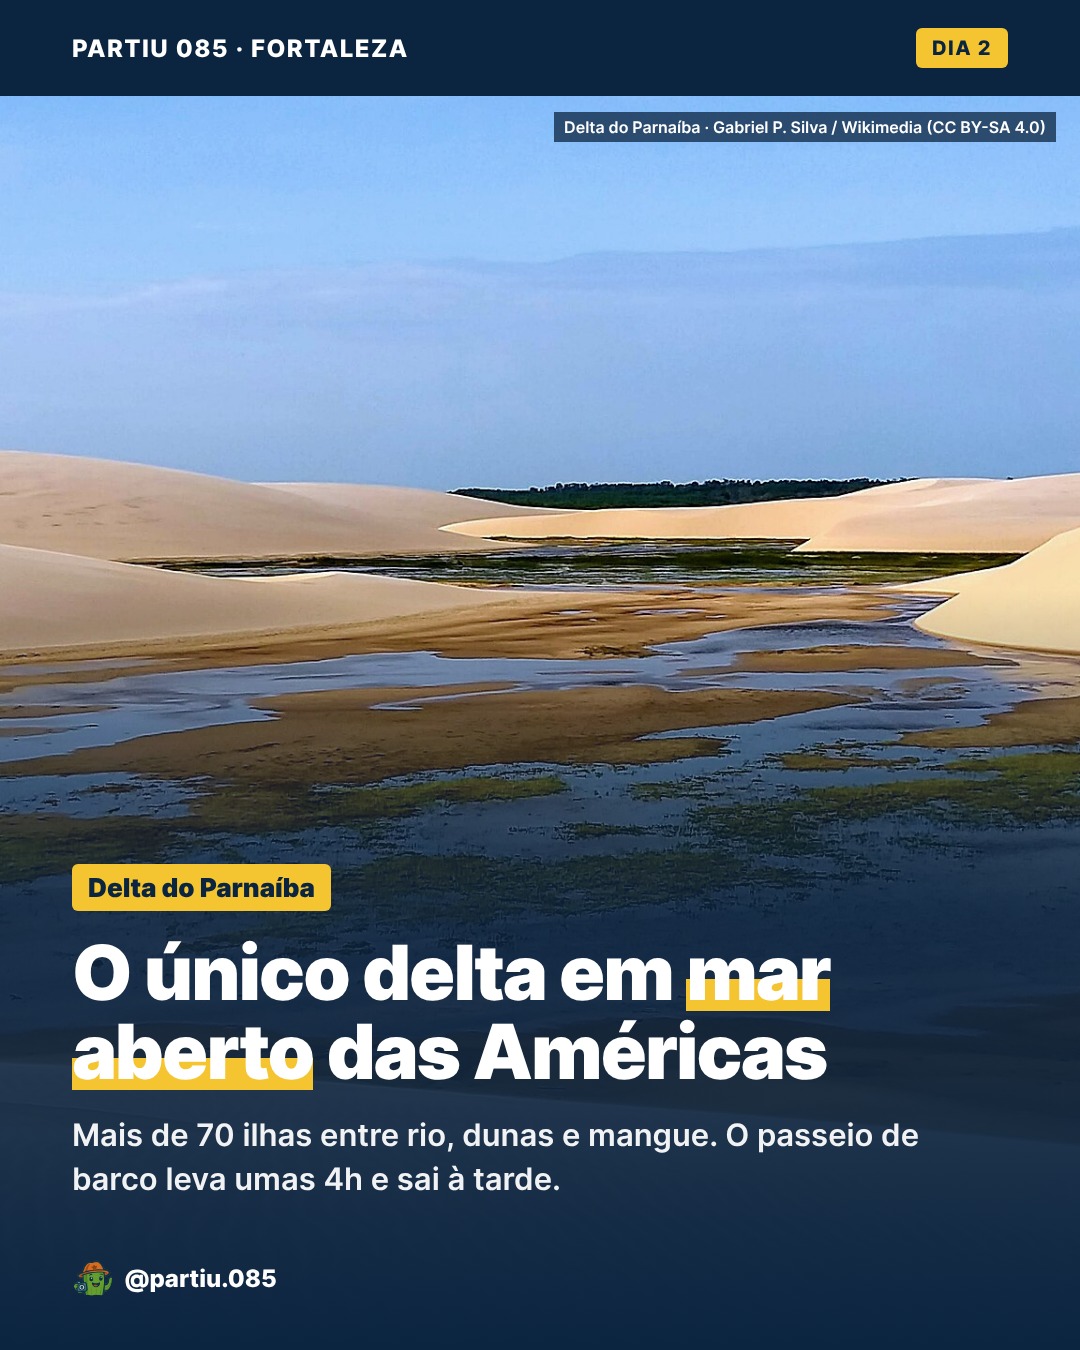 PARTIU 085 · FORTALEZA
DIA 2
Delta do Parnaíba · Gabriel P. Silva / Wikimedia (CC BY-SA 4.0)
Delta do Parnaíba
O único delta em mar
aberto das Américas
Mais de 70 ilhas entre rio, dunas e mangue. O passeio de
barco leva umas 4h e sai à tarde.
@partiu.085